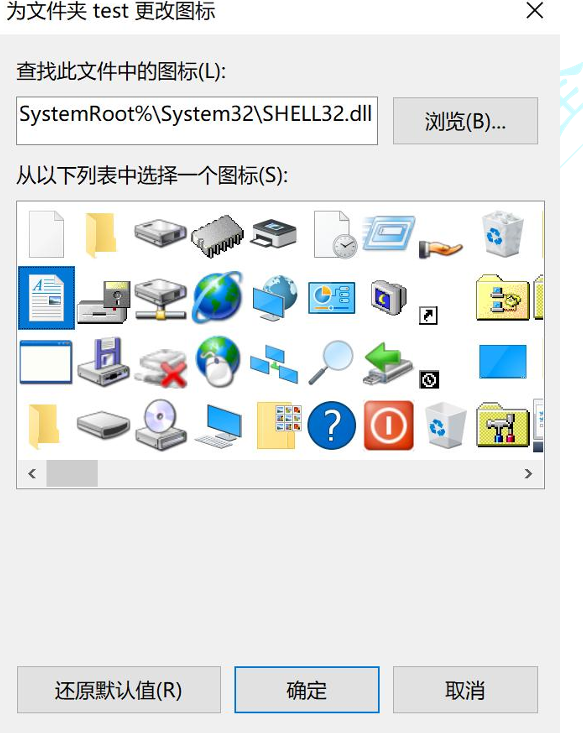 为文件夹 test 更改图标
查找此文件中的图标(L):
SystemRoot%\System32\SHELL32.dll
浏览(B)...
从以下列表中选择一个图标(S):
还原默认值(R)
确定
取消